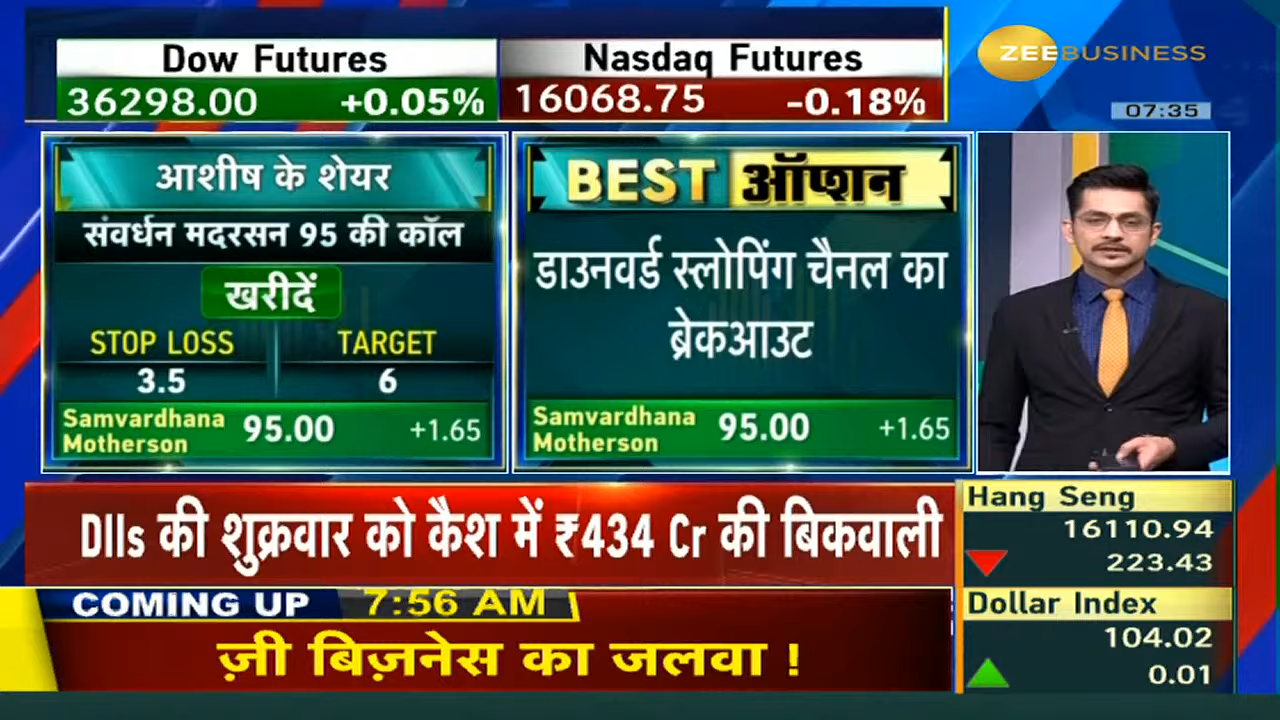 Dow Futures
36298.00 +0.05%
Nasdaq Futures
16068.75 -0.18%
ZEEBUSINESS
07:35
आशीष के शेयर
संवर्धन मदरसन 95 की कॉल
खरीदें
STOP LOSS TARGET
3.5 6
Samvardhana Motherson 95.00 +1.65
BEST ऑप्शन
डाउनवर्ड स्लोपिंग चैनल का
ब्रेकआउट
Samvardhana Motherson 95.00 +1.65
DIIs की शुक्रवार को कैश में ₹434 Cr की बिकवाली
COMING UP 7:56 AM
ज़ी बिज़नेस का जलवा !
Hang Seng
16110.94
223.43
Dollar Index
104.02
0.01